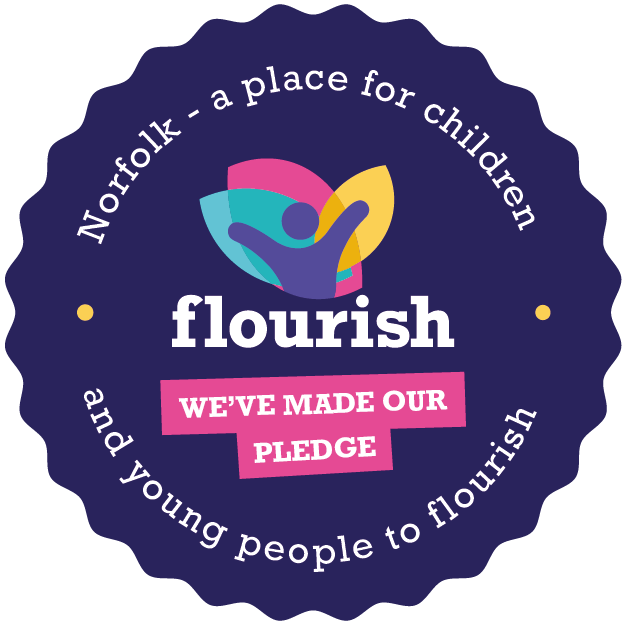 Norfolk - a place for children
flourish
WE'VE MADE OUR
PLEDGE
and young people to flourish